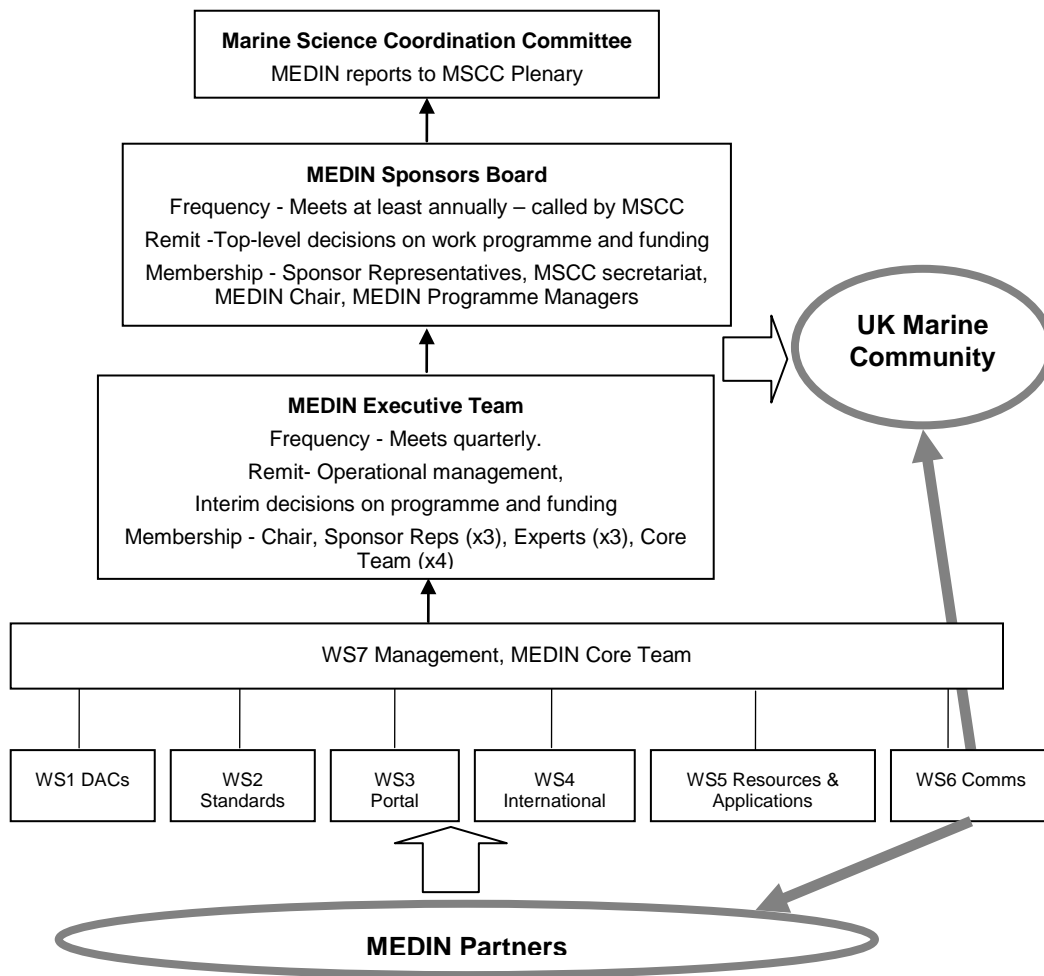 Marine Science Coordination Committee
MEDIN reports to MSCC Plenary
MEDIN Sponsors Board
Frequency - Meets at least annually – called by MSCC
Remit -Top-level decisions on work programme and funding
Membership - Sponsor Representatives, MSCC secretariat,
MEDIN Chair, MEDIN Programme Managers
UK Marine
Community
MEDIN Executive Team
Frequency - Meets quarterly.
Remit- Operational management,
Interim decisions on programme and funding
Membership - Chair, Sponsor Reps (x3), Experts (x3), Core
Team (x4)
WS7 Management, MEDIN Core Team
WS1 DACs
WS2
Standards
WS3
Portal
WS4
International
WS5 Resources &
Applications
WS6 Comms
MEDIN Partners